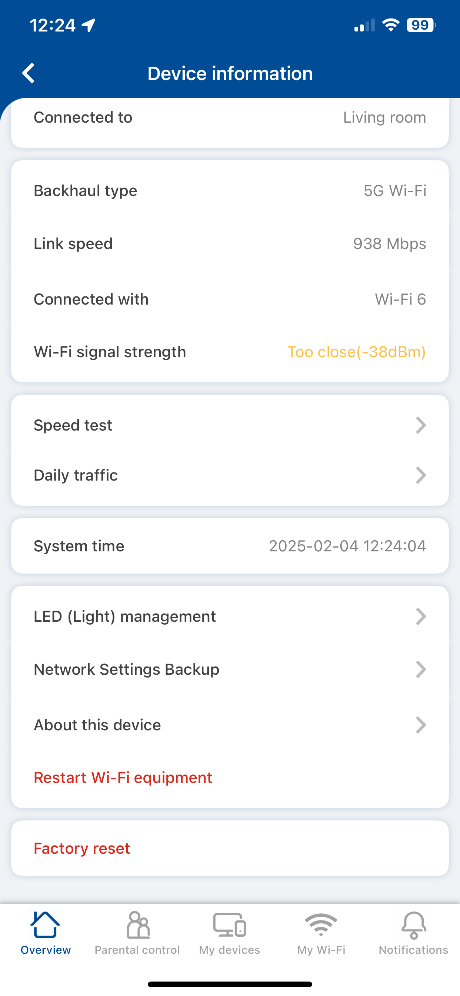 12:24
99
Device information
Connected to Living room
Backhaul type 5G Wi-Fi
Link speed 938 Mbps
Connected with Wi-Fi 6
Wi-Fi signal strength Too close(-38dBm)
Speed test
Daily traffic
System time 2025-02-04 12:24:04
LED (Light) management
Network Settings Backup
About this device
Restart Wi-Fi equipment
Factory reset
Overview Parental control My devices My Wi-Fi Notifications